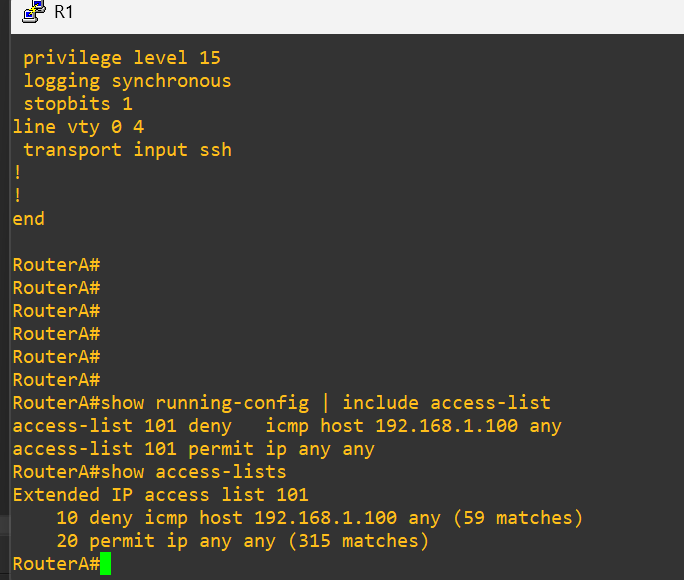 R1
privilege level 15
logging synchronous
stopbits 1
line vty 0 4
transport input ssh
!
!
end
RouterA#
RouterA#
RouterA#
RouterA#
RouterA#
RouterA#
RouterA#show running-config | include access-list
access-list 101 deny   icmp host 192.168.1.100 any
access-list 101 permit ip any any
RouterA#show access-lists
Extended IP access list 101
    10 deny icmp host 192.168.1.100 any (59 matches)
    20 permit ip any any (315 matches)
RouterA#